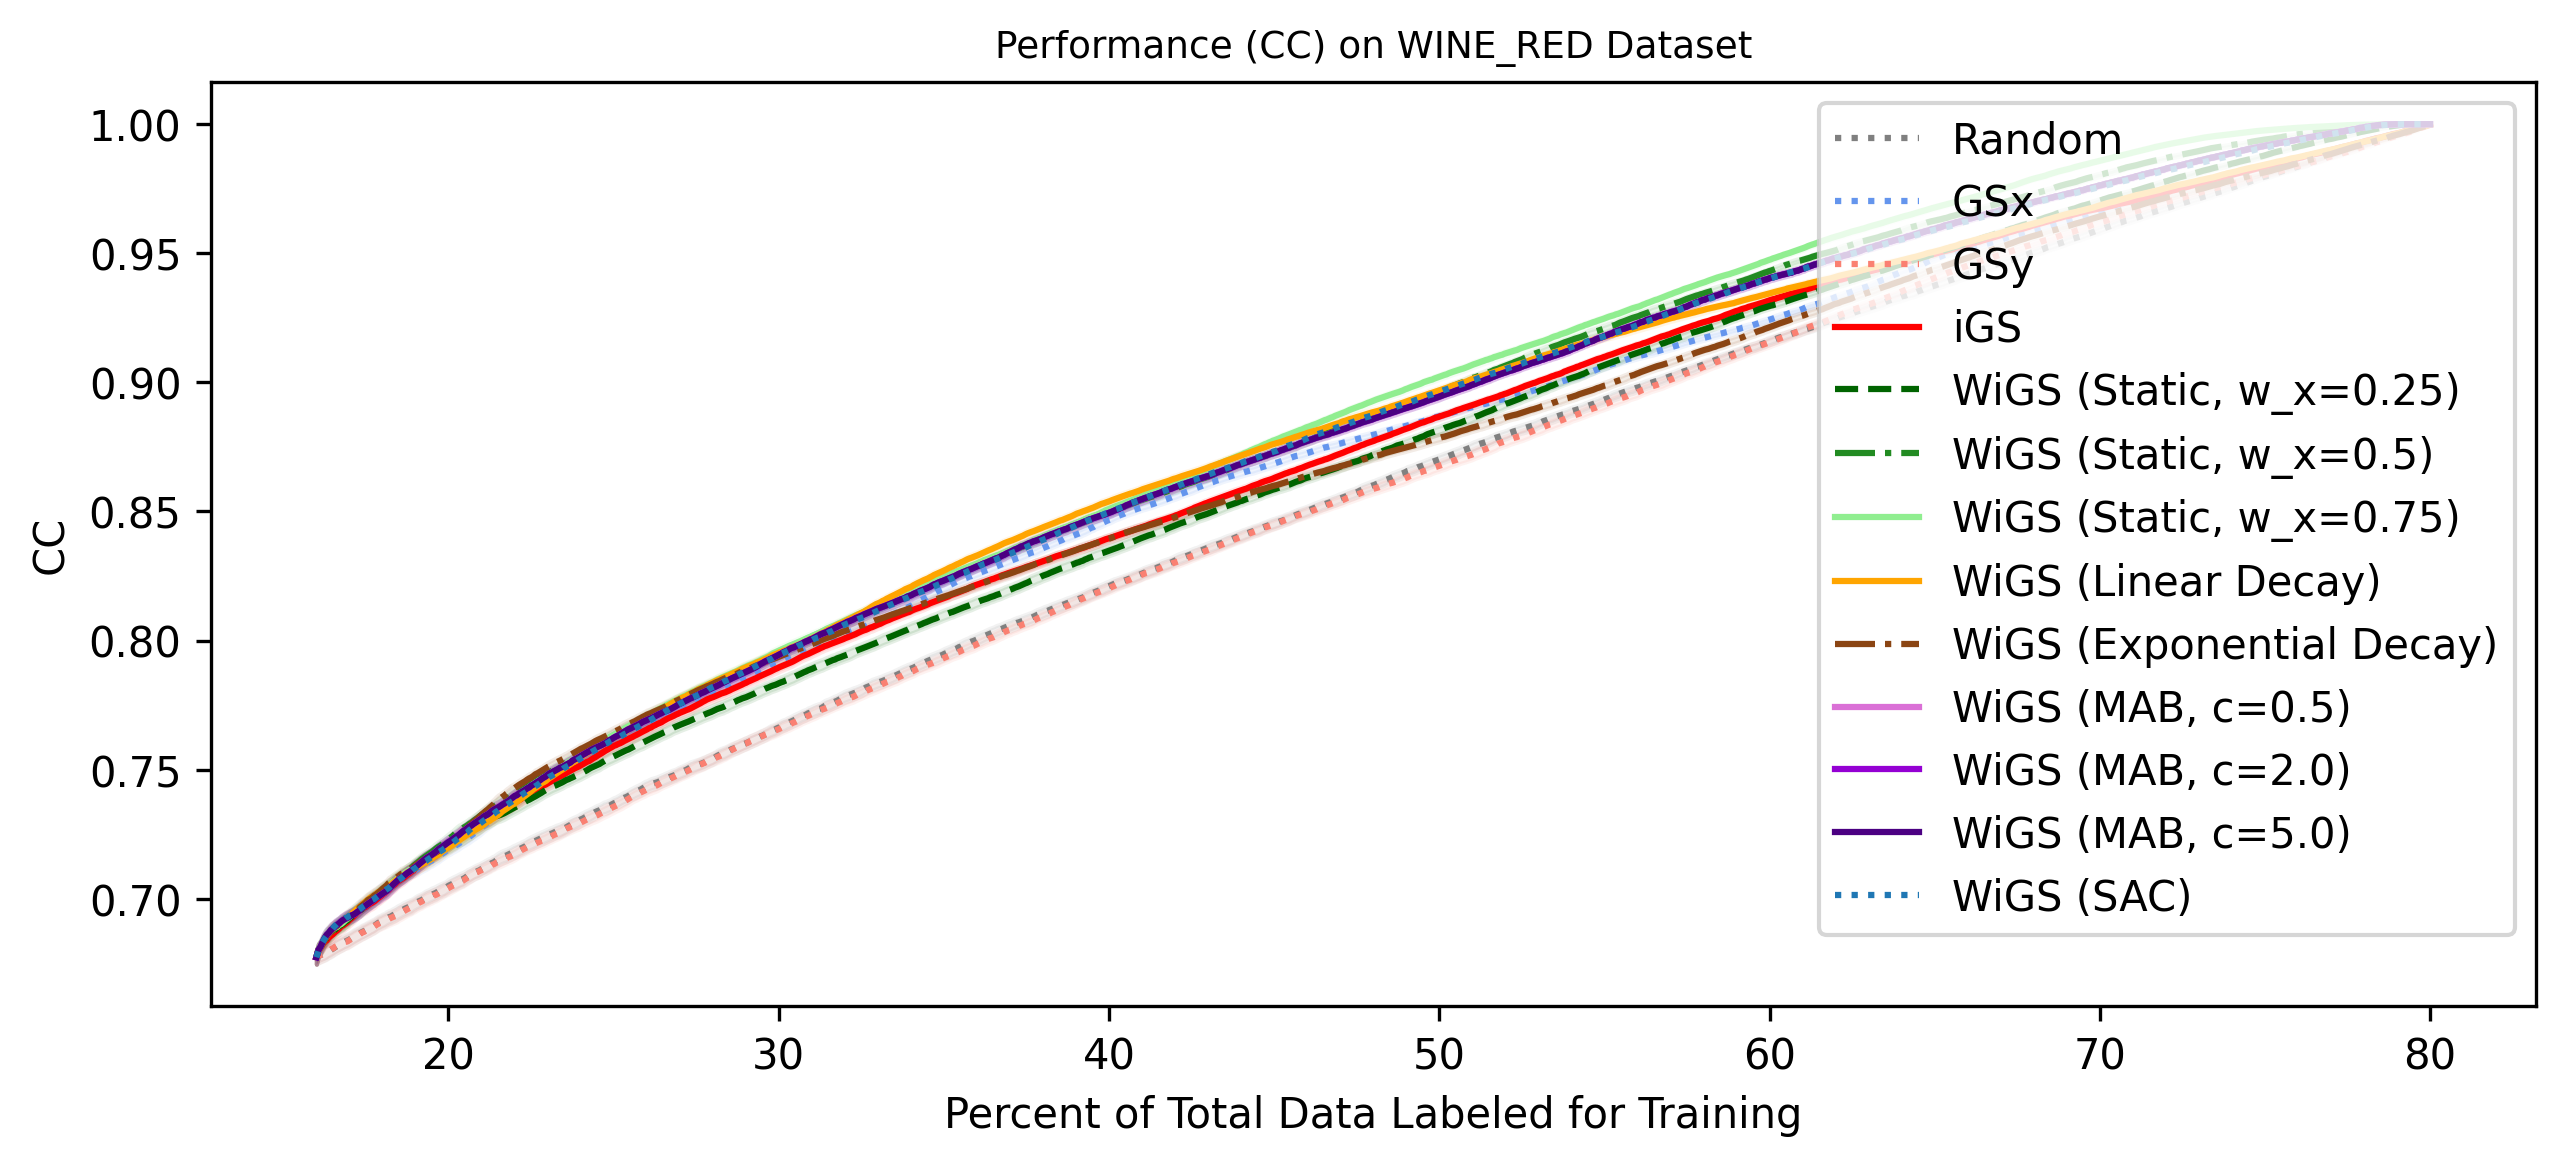 Performance (CC) on WINE_RED Dataset
1.00
0.95
0.90
0.85
0.80
0.75
0.70
CC
20 30 40 50 60 70 80
Percent of Total Data Labeled for Training
Random
GSx
GSy
iGS
WiGS (Static, w_x=0.25)
WiGS (Static, w_x=0.5)
WiGS (Static, w_x=0.75)
WiGS (Linear Decay)
WiGS (Exponential Decay)
WiGS (MAB, c=0.5)
WiGS (MAB, c=2.0)
WiGS (MAB, c=5.0)
WiGS (SAC)